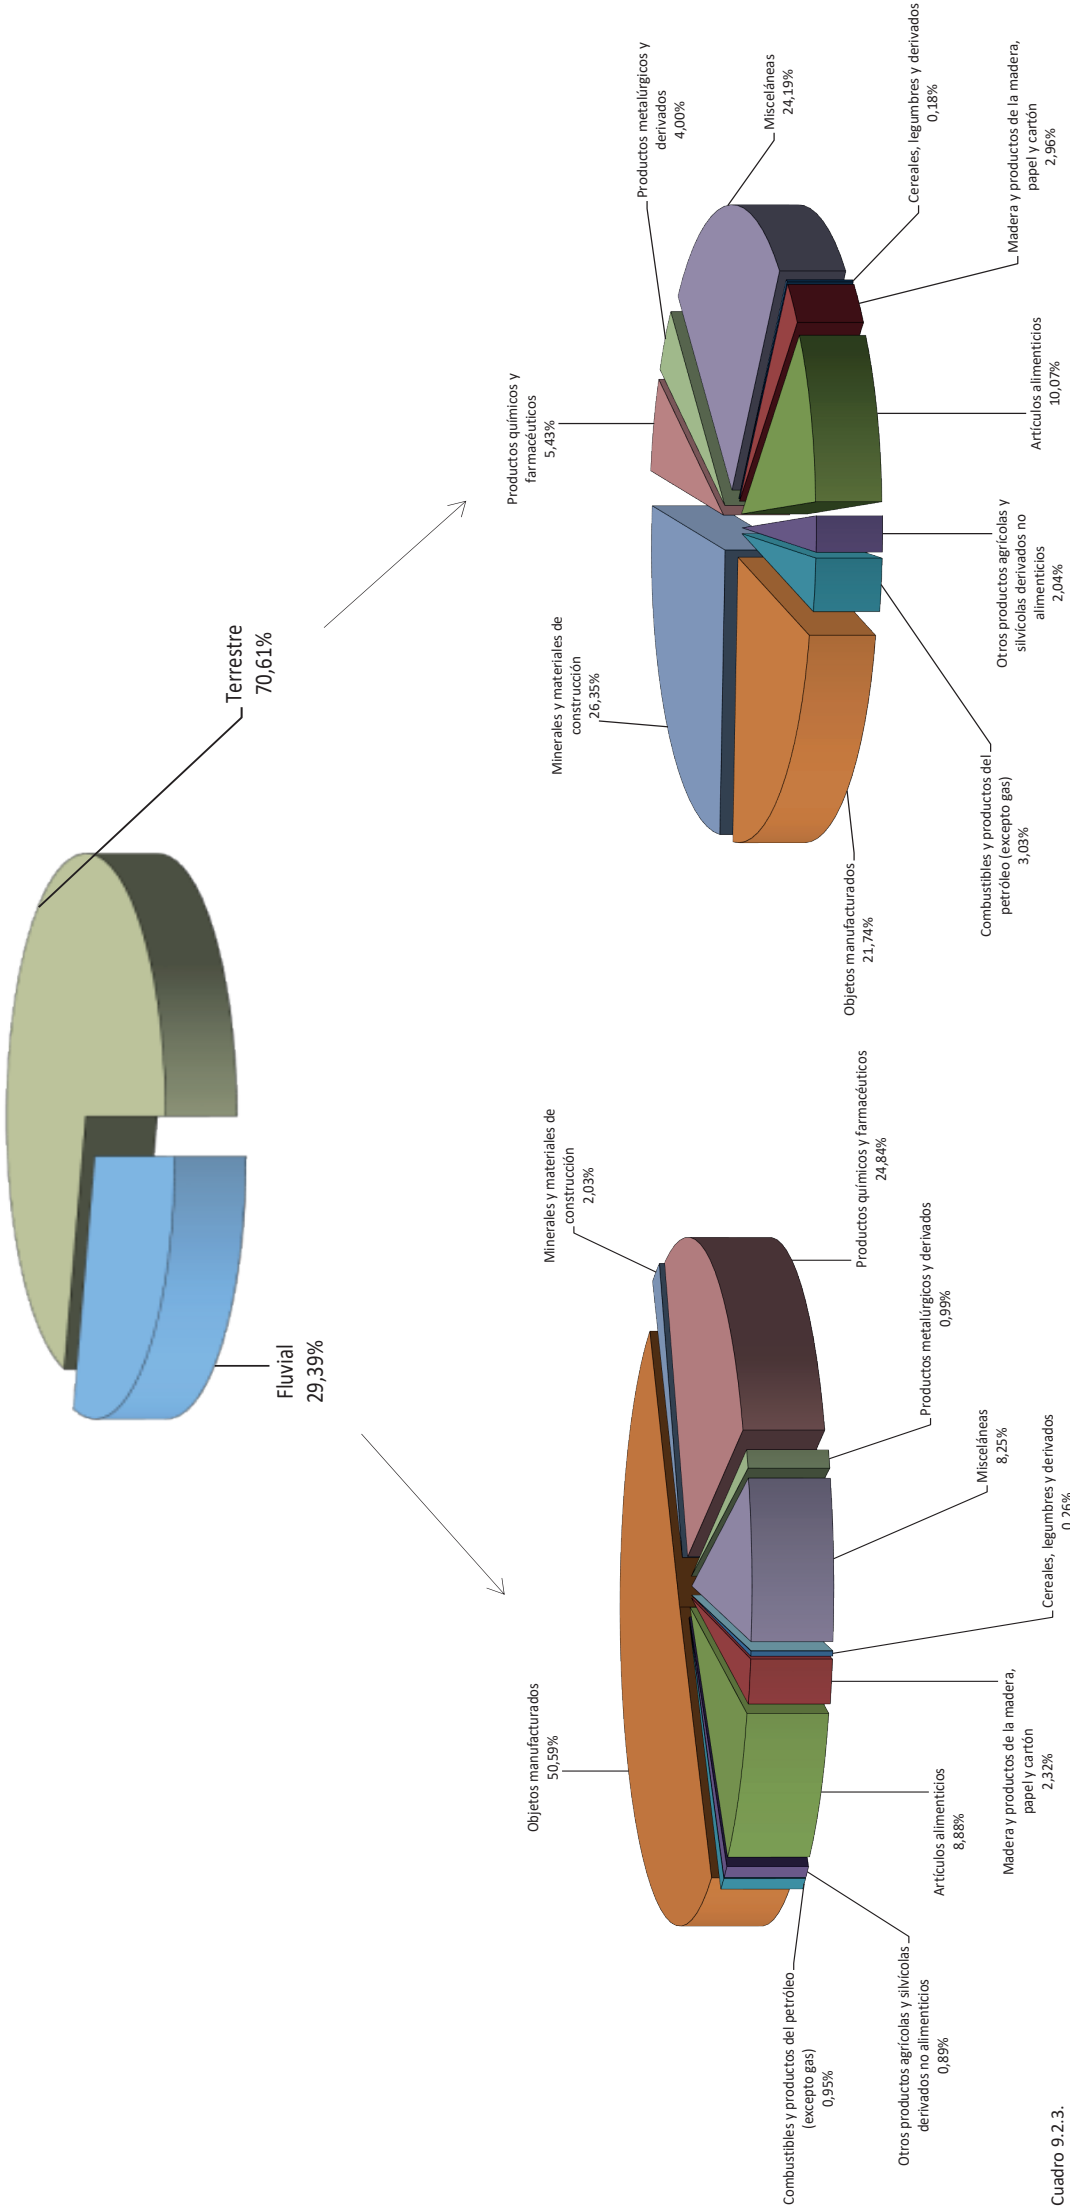 Terrestre
70,61%
Fluvial
29,39%
Objetos manufacturados
50,59%
Minerales y materiales de
construcción
2,03%
Productos químicos y farmacéuticos
24,84%
Productos metalúrgicos y derivados
0,99%
Misceláneas
8,25%
Cereales, legumbres y derivados
0,26%
Madera y productos de la madera,
papel y cartón
2,32%
Artículos alimenticios
8,88%
Otros productos agrícolas y silvícolas
derivados no alimenticios
0,89%
Combustibles y productos del petróleo
(excepto gas)
0,95%
Minerales y materiales de
construcción
26,35%
Productos químicos y
farmacéuticos
5,43%
Productos metalúrgicos y
derivados
4,00%
Misceláneas
24,19%
Cereales, legumbres y derivados
0,18%
Madera y productos de la madera,
papel y cartón
2,96%
Artículos alimenticios
10,07%
Otros productos agrícolas y
silvícolas derivados no
alimenticios
2,04%
Combustibles y productos del
petróleo (excepto gas)
3,03%
Objetos manufacturados
21,74%
Cuadro 9.2.3.